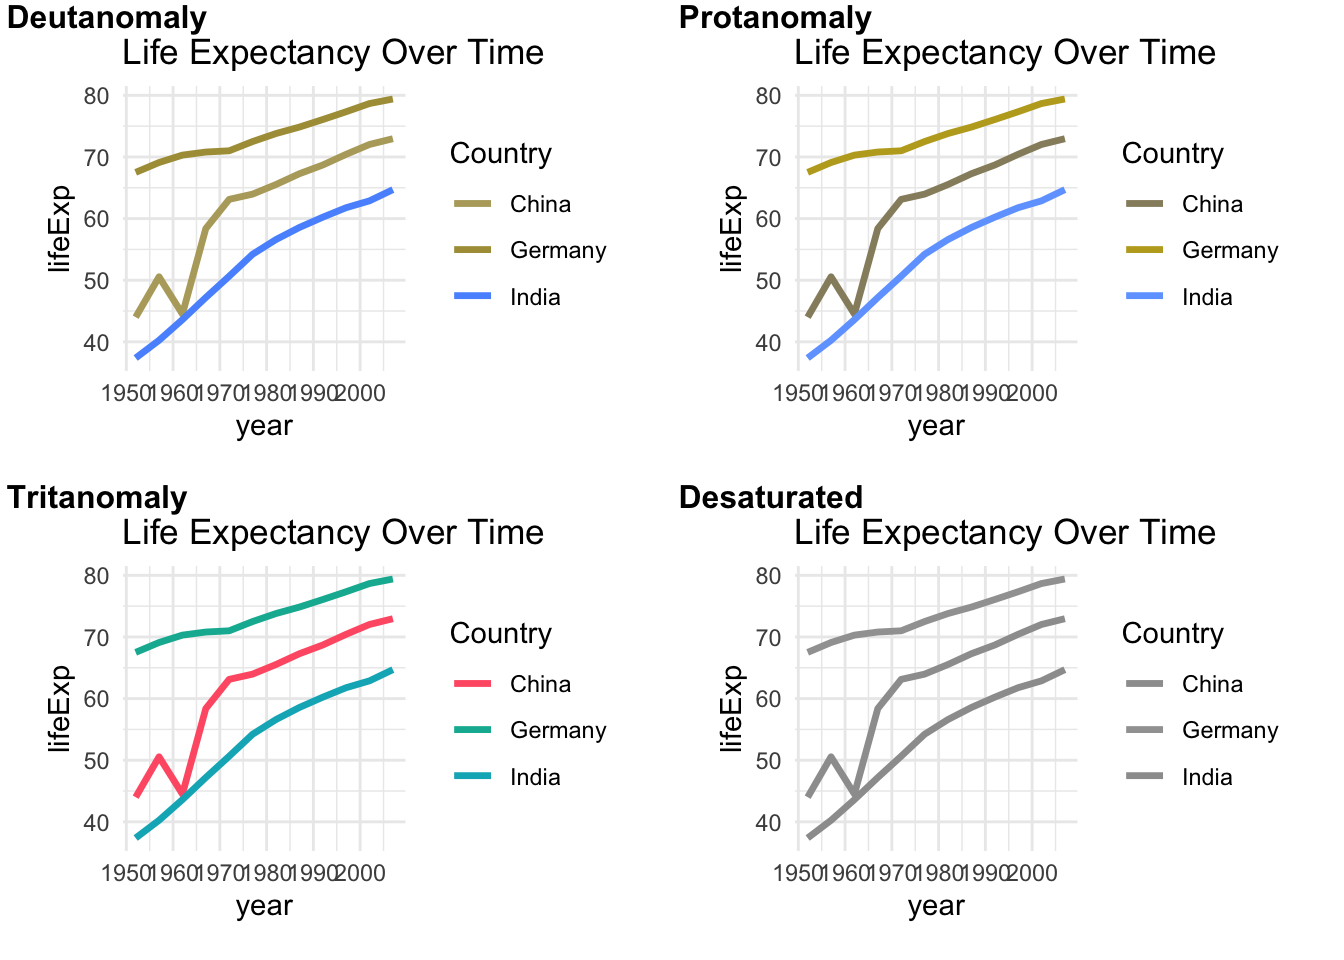 Deutanomaly
Life Expectancy Over Time
80
70
60
50
40
lifeExp
1950 1960 1970 1980 1990 2000
year
Country
China
Germany
India
Protanomaly
Life Expectancy Over Time
80
70
60
50
40
lifeExp
1950 1960 1970 1980 1990 2000
year
Country
China
Germany
India
Tritanomaly
Life Expectancy Over Time
80
70
60
50
40
lifeExp
1950 1960 1970 1980 1990 2000
year
Country
China
Germany
India
Desaturated
Life Expectancy Over Time
80
70
60
50
40
lifeExp
1950 1960 1970 1980 1990 2000
year
Country
China
Germany
India